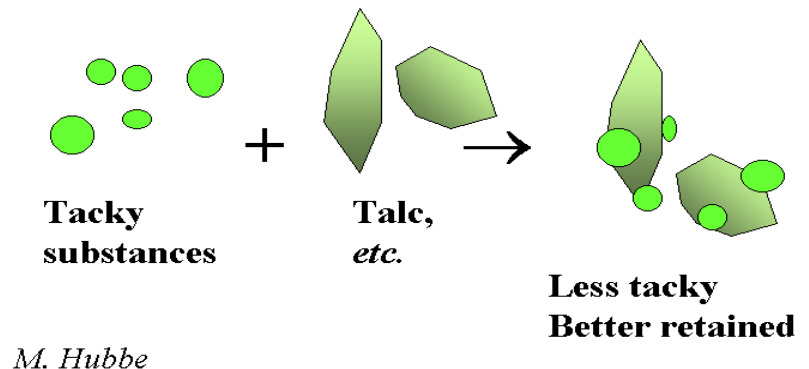 +
Tacky
substances
Talc,
etc.
Less tacky
Better retained
M. Hubbe